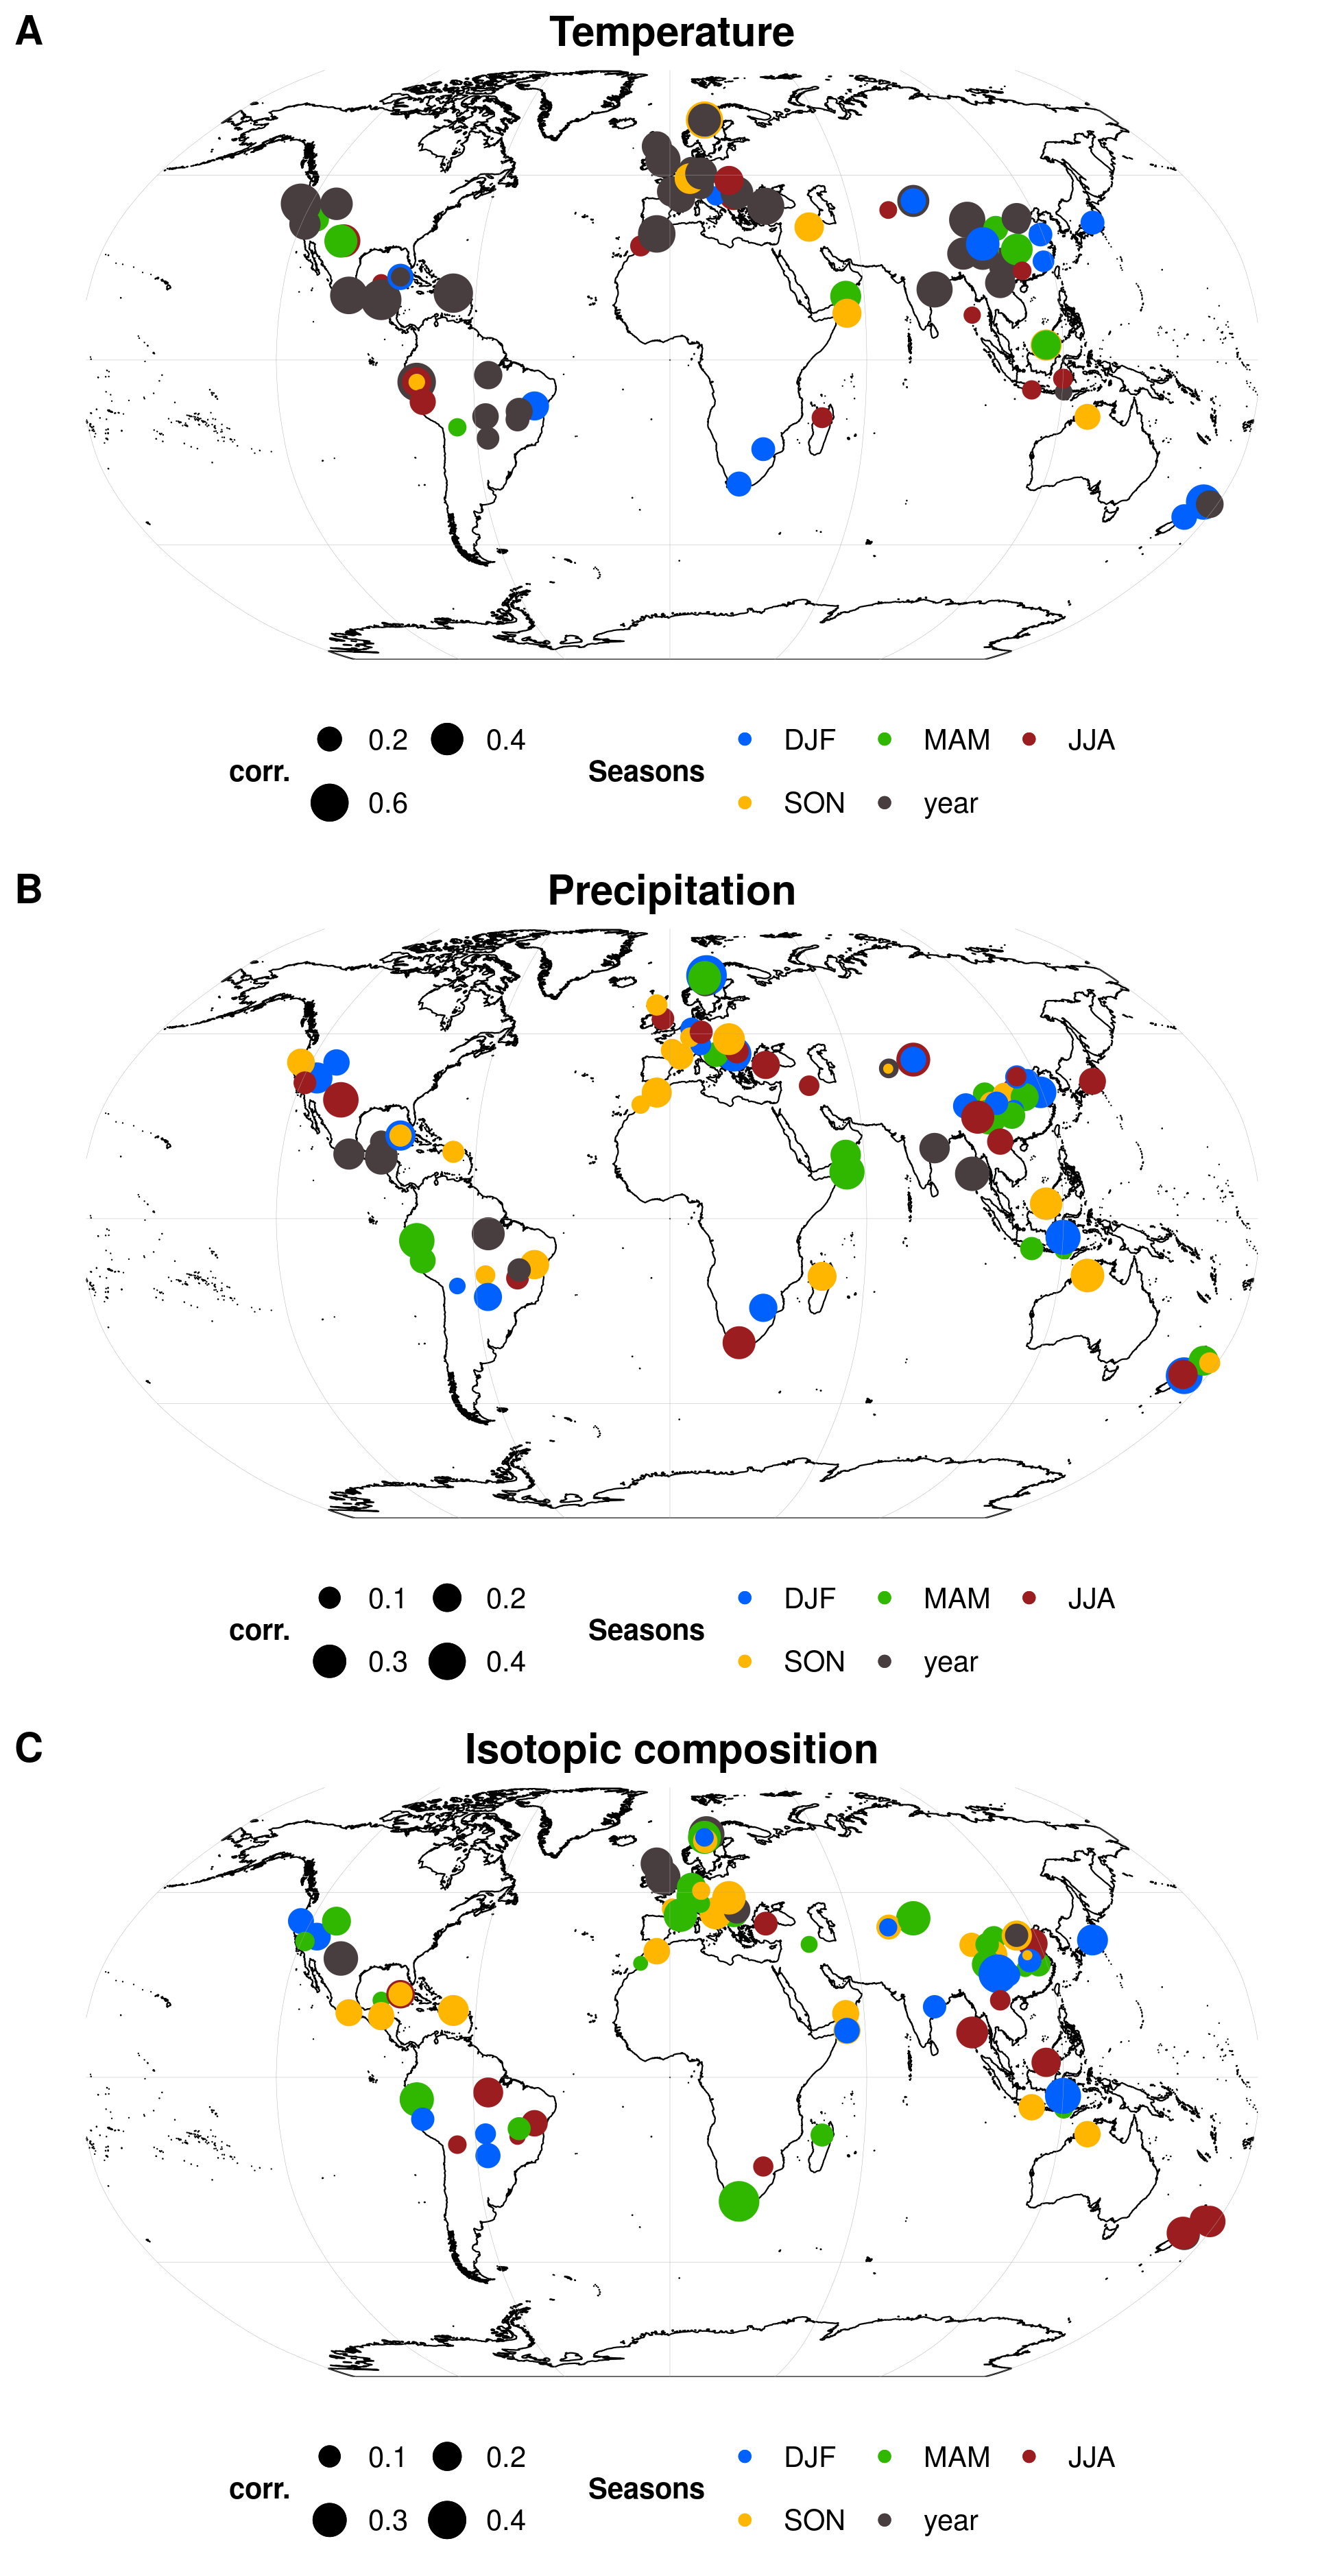 A
Temperature
0.2 0.4 DJF MAM JJA
corr. Seasons
0.6 SON year
B
Precipitation
0.1 0.2 DJF MAM JJA
corr. Seasons
0.3 0.4 SON year
C
Isotopic composition
0.1 0.2 DJF MAM JJA
corr. Seasons
0.3 0.4 SON year